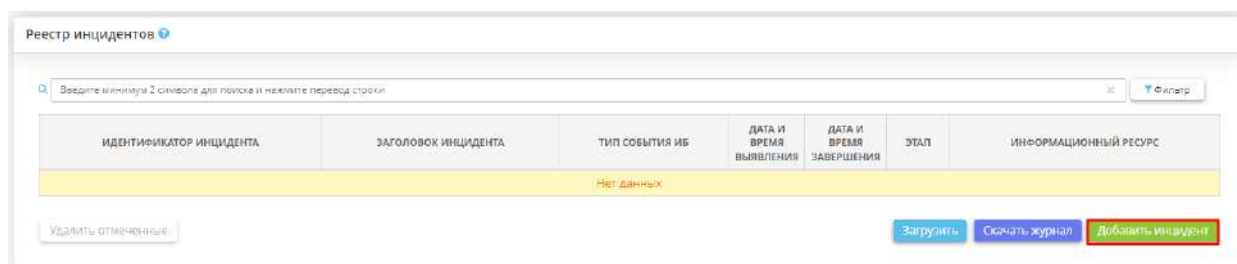 Реестр инцидентов
Введите минимум 2 символа для поиска и нажмите перевод строки
Фильтр
ИДЕНТИФИКАТОР ИНЦИДЕНТА ЗАГОЛОВОК ИНЦИДЕНТА ТИП СОБЫТИЯ ИБ ДАТА И ВРЕМЯ ВЫЯВЛЕНИЯ ДАТА И ВРЕМЯ ЗАВЕРШЕНИЯ ЭТАП ИНФОРМАЦИОННЫЙ РЕСУРС
Нет данных
Удалить отмеченные Загрузить Скачать журнал Добавить инцидент